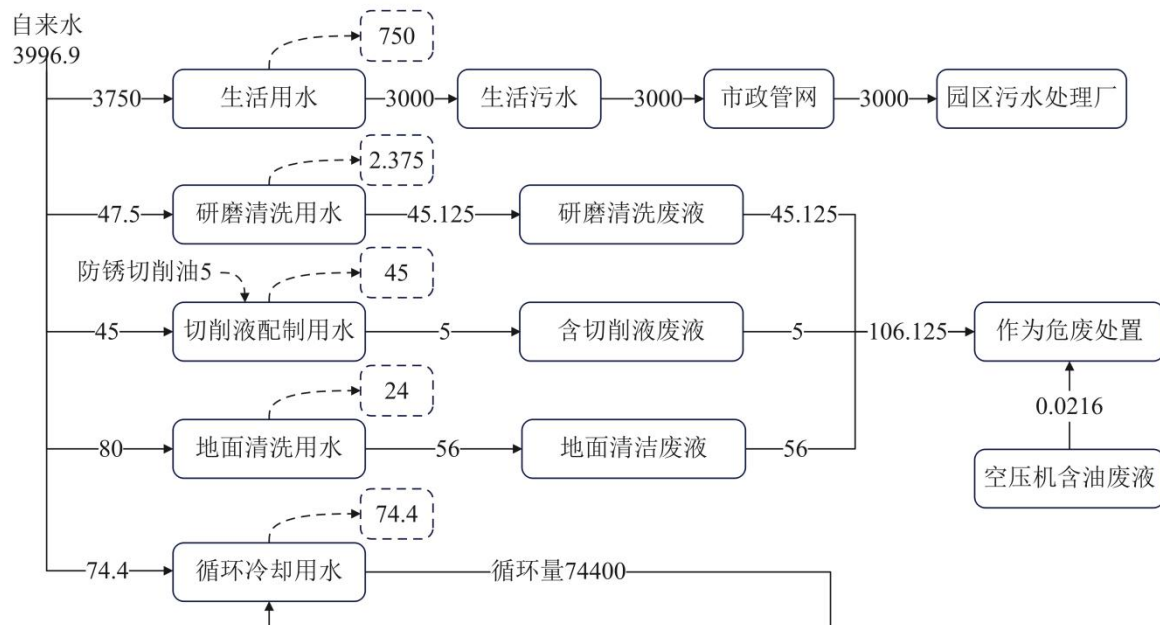 自来水
3996.9
750
3750
生活用水
3000
生活污水
3000
市政管网
3000
园区污水处理厂
2.375
47.5
研磨清洗用水
45.125
研磨清洗废液
45.125
防锈切削油5
45
45
切削液配制用水
5
含切削液废液
5
106.125
作为危废处置
24
0.0216
80
地面清洗用水
56
地面清洁废液
56
空压机含油废液
74.4
74.4
循环冷却用水
循环量74400